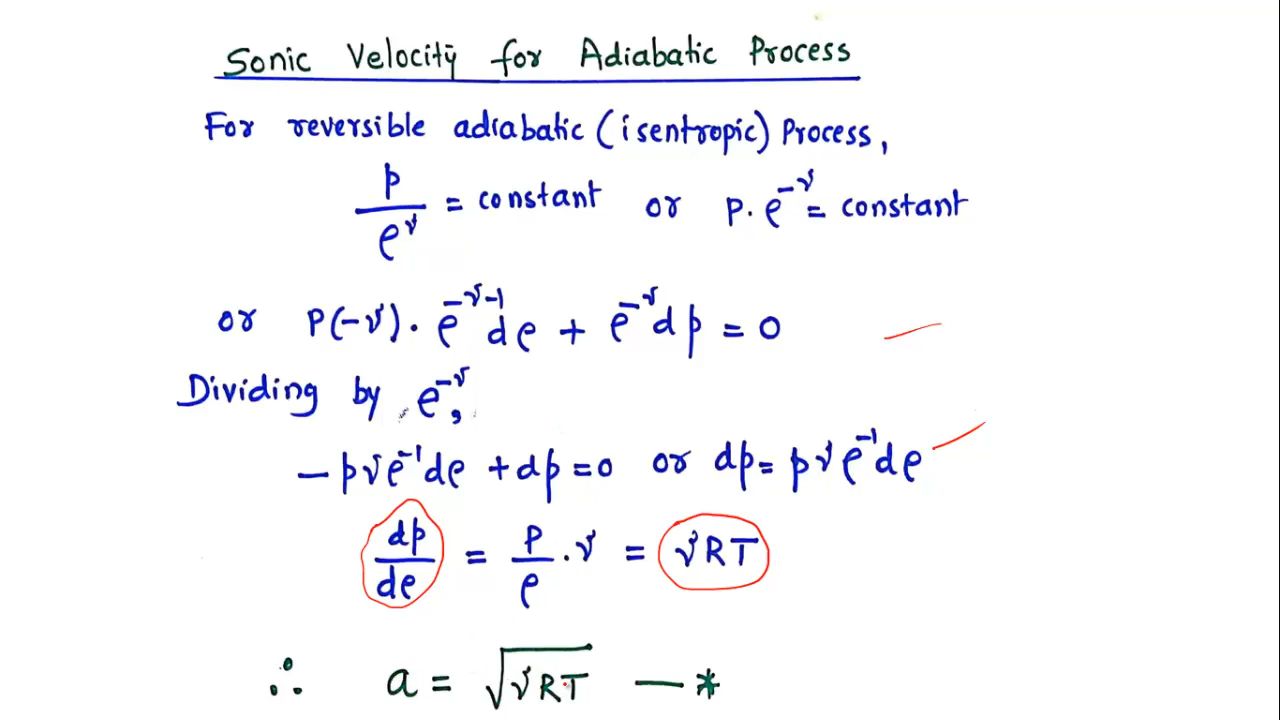 Sonic Velocity for Adiabatic Process
For reversible adiabatic (isentropic) Process,
p/ρ^γ = constant or p. ρ^-γ = constant
or P(-γ). ρ^-γ-1 dρ + ρ^-γ dp = 0
Dividing by ρ^-γ,
- pγρ^-1 dρ + dp = 0 or dp = pγρ^-1 dρ
dp/dρ = P/ρ . γ = γRT
∴ a = √γRT — *